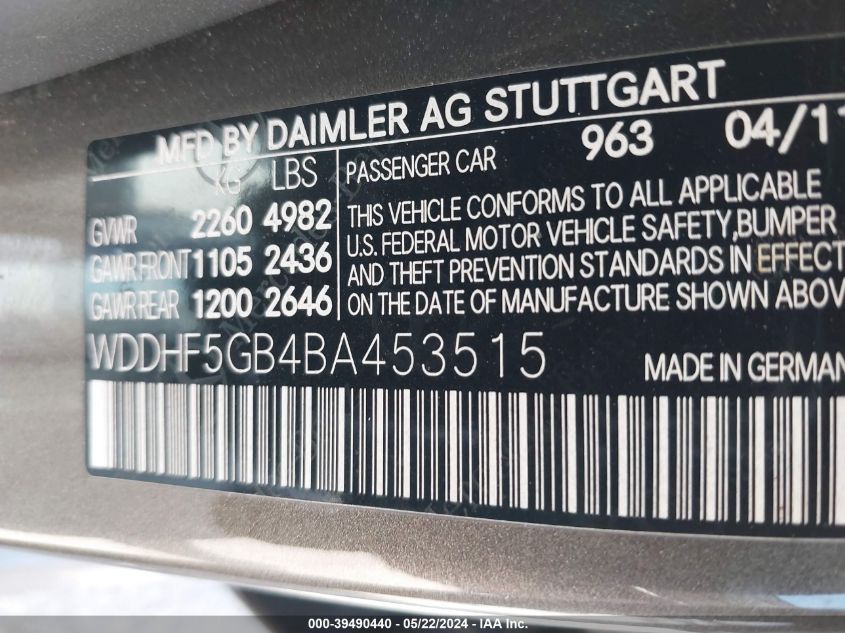 MFD BY DAIMLER AG STUTTGART
963 04/11
KG LBS
GVWR 2260 4982
GAWR FRONT 1105 2436
GAWR REAR 1200 2646
PASSENGER CAR
THIS VEHICLE CONFORMS TO ALL APPLICABLE
U.S. FEDERAL MOTOR VEHICLE SAFETY,BUMPER
AND THEFT PREVENTION STANDARDS IN EFFECT
ON THE DATE OF MANUFACTURE SHOWN ABOV
WDDHF5GB4BA453515
MADE IN GERMAN
000-39490440 - 05/22/2024 - IAA Inc.